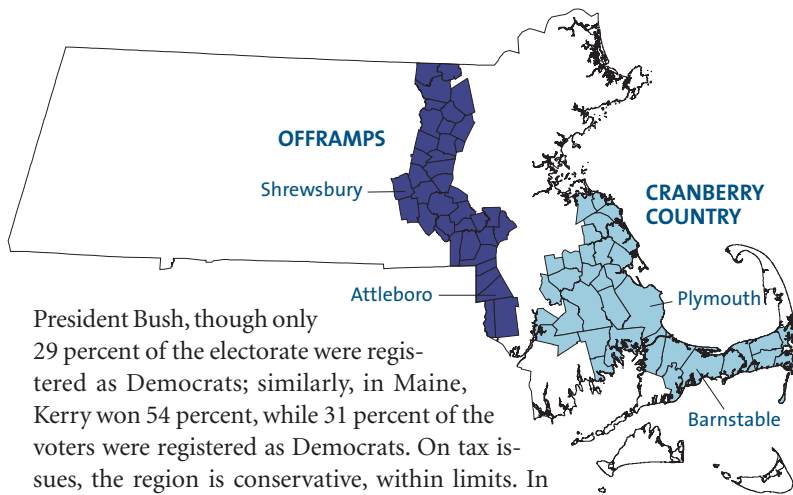 OFFRAMPS
Shrewsbury
CRANBERRY
COUNTRY
Attleboro
Plymouth
Barnstable
President Bush, though only
29 percent of the electorate were regis-
tered as Democrats; similarly, in Maine,
Kerry won 54 percent, while 31 percent of the
voters were registered as Democrats. On tax is-
sues, the region is conservative, within limits. In